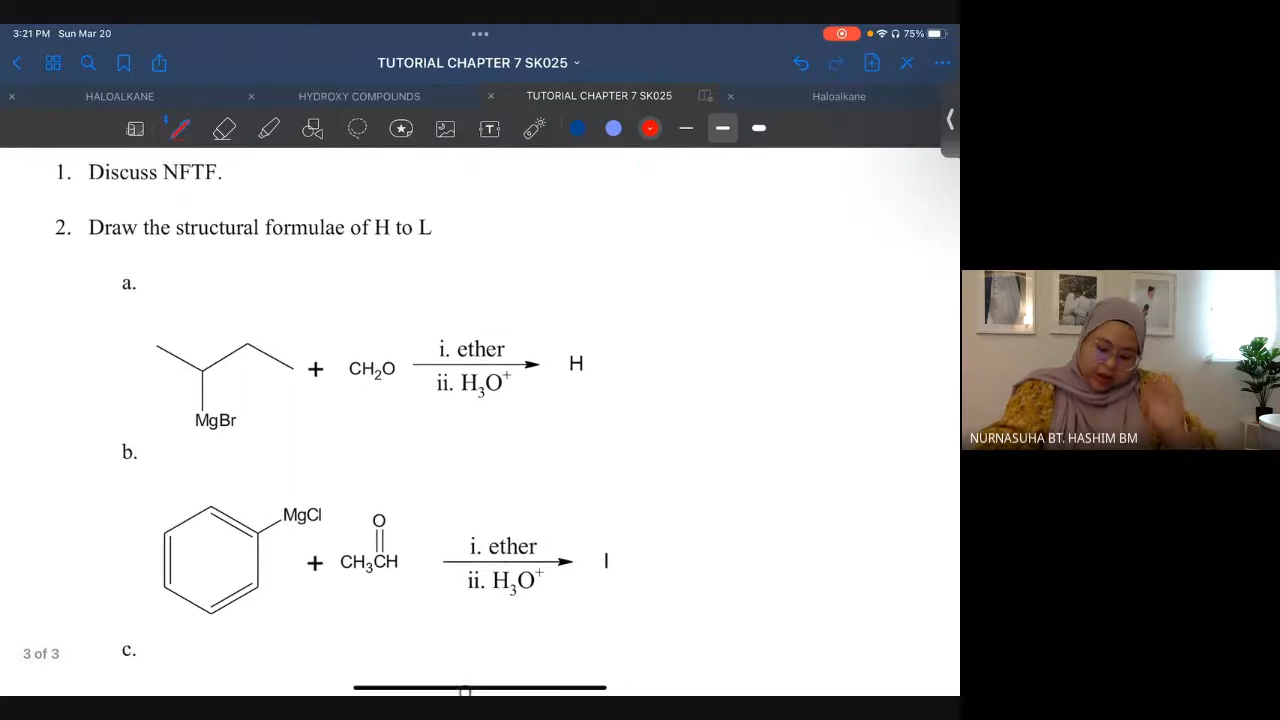 3:21 PM Sun Mar 20
75%
TUTORIAL CHAPTER 7 SK025
HALOALKANE
HYDROXY COMPOUNDS
TUTORIAL CHAPTER 7 SK025
Haloalkane
1. Discuss NFTF.
2. Draw the structural formulae of H to L
a.
i. ether
+ CH₂O H
ii. H₃O⁺
MgBr
b.
MgCl
O
i. ether
+ CH₃CH I
ii. H₃O⁺
c.
3 of 3
NURNASUHA BT. HASHIM BM